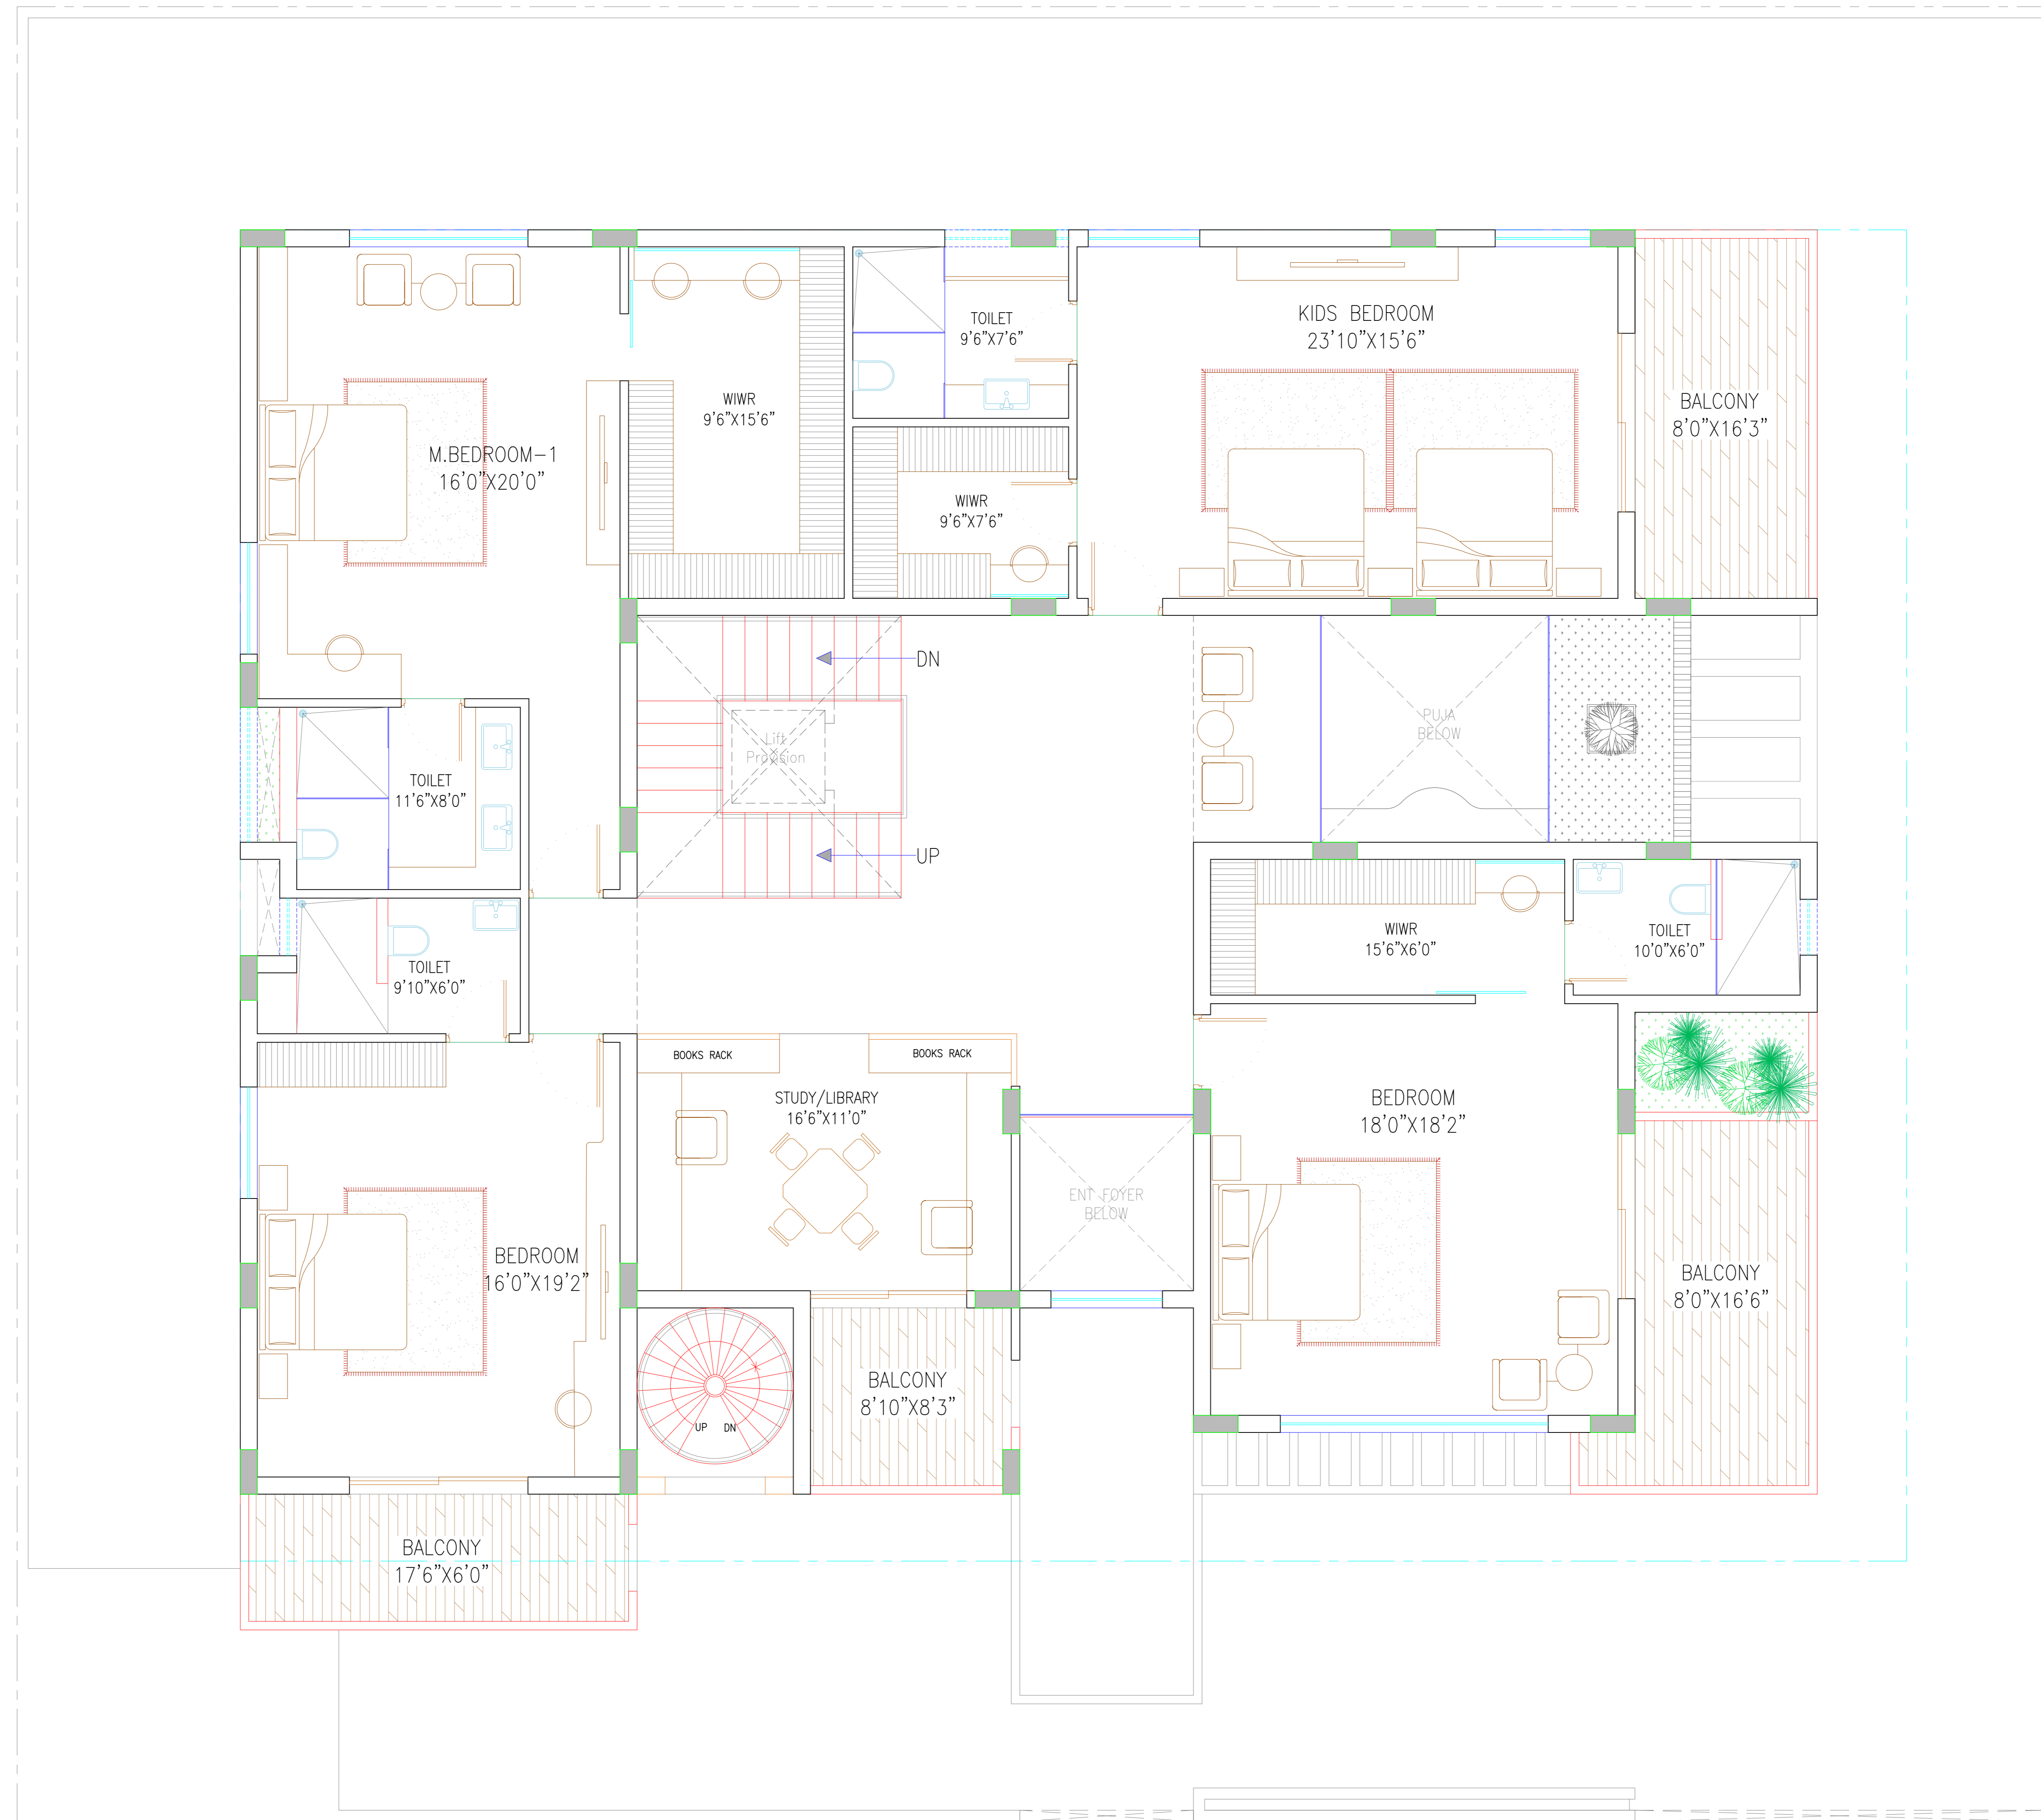 KIDS BEDROOM
23'10"X15'6"
TOILET
9'6"X7'6"
WIWR
9'6"X15'6"
BALCONY
8'0"X16'3"
M.BEDROOM-1
16'0"X20'0"
WIWR
9'6"X7'6"
DN
Lift
Provision
PUJA
BELOW
TOILET
11'6"X8'0"
UP
WIWR
15'6"X6'0"
TOILET
10'0"X6'0"
TOILET
9'10"X6'0"
BOOKS RACK
BOOKS RACK
STUDY/LIBRARY
16'6"X11'0"
BEDROOM
18'0"X18'2"
ENT FOYER
BELOW
BEDROOM
16'0"X19'2"
BALCONY
8'0"X16'6"
BALCONY
8'10"X8'3"
UP DN
BALCONY
17'6"X6'0"